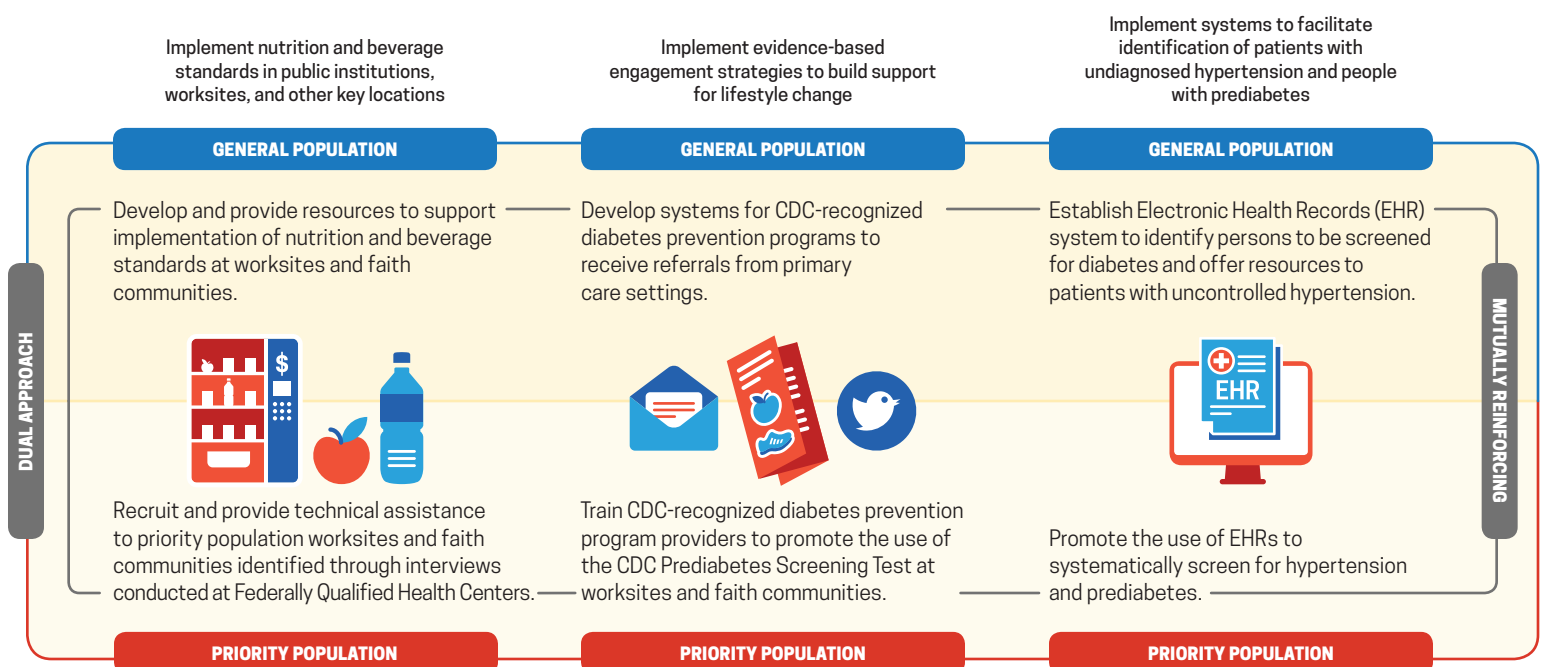 Implement nutrition and beverage
standards in public institutions,
worksites, and other key locations
Implement evidence-based
engagement strategies to build support
for lifestyle change
Implement systems to facilitate
identification of patients with
undiagnosed hypertension and people
with prediabetes
GENERAL POPULATION
GENERAL POPULATION
GENERAL POPULATION
DUAL APPROACH
Develop and provide resources to support
implementation of nutrition and beverage
standards at worksites and faith
communities.
Develop systems for CDC-recognized
diabetes prevention programs to
receive referrals from primary
care settings.
Establish Electronic Health Records (EHR)
system to identify persons to be screened
for diabetes and offer resources to
patients with uncontrolled hypertension.
MUTUALLY REINFORCING
$
EHR
Recruit and provide technical assistance
to priority population worksites and faith
communities identified through interviews
conducted at Federally Qualified Health Centers.
Train CDC-recognized diabetes prevention
program providers to promote the use of
the CDC Prediabetes Screening Test at
worksites and faith communities.
Promote the use of EHRs to
systematically screen for hypertension
and prediabetes.
PRIORITY POPULATION
PRIORITY POPULATION
PRIORITY POPULATION